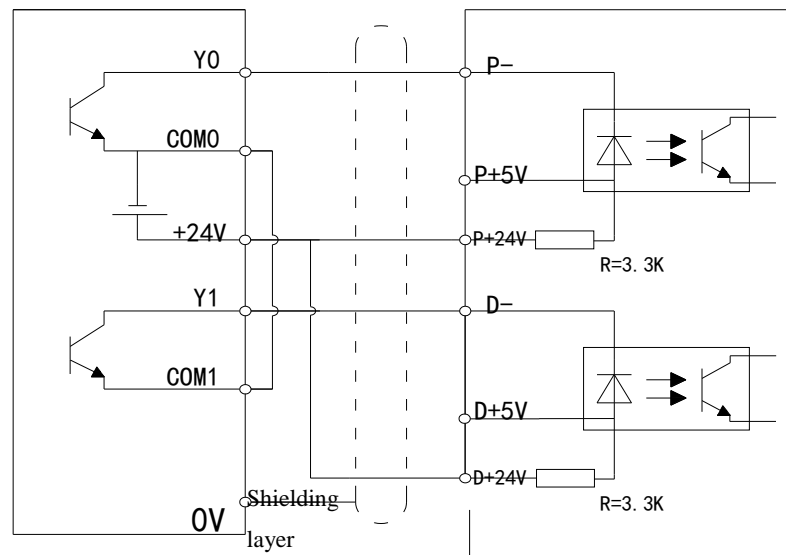 Y0
P-
COM0
P+5V
+24V
P+24V
R=3.3K
Y1
D-
COM1
D+5V
D+24V
Shielding
layer
0V
R=3.3K